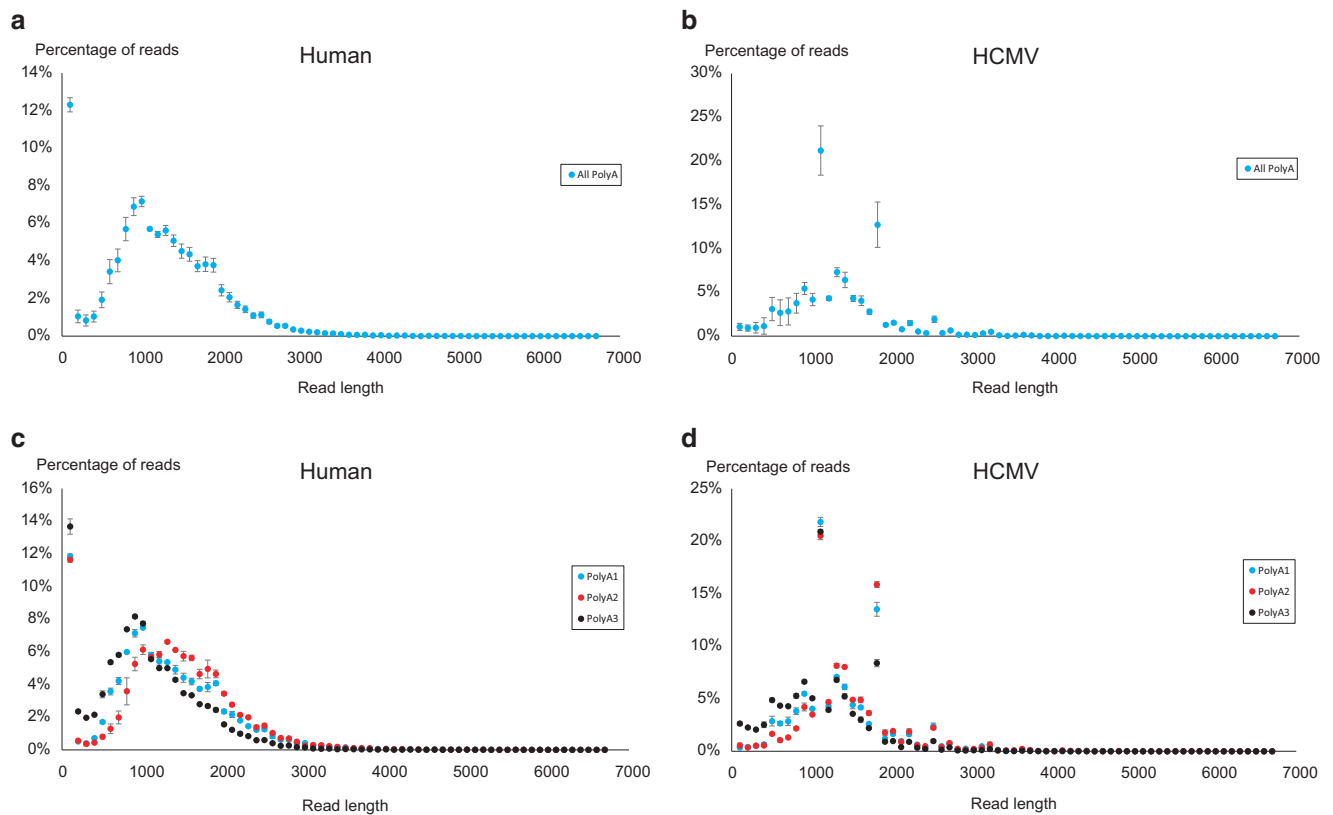 a
Percentage of reads
Human
14%
12%
10%
8%
6%
4%
2%
0%
0 1000 2000 3000 4000 5000 6000 7000
Read length
All PolyA
b
Percentage of reads
HCMV
30%
25%
20%
15%
10%
5%
0%
0 1000 2000 3000 4000 5000 6000 7000
Read length
All PolyA
c
Percentage of reads
Human
16%
14%
12%
10%
8%
6%
4%
2%
0%
0 1000 2000 3000 4000 5000 6000 7000
Read length
PolyA1
PolyA2
PolyA3
d
Percentage of reads
HCMV
25%
20%
15%
10%
5%
0%
0 1000 2000 3000 4000 5000 6000 7000
Read length
PolyA1
PolyA2
PolyA3